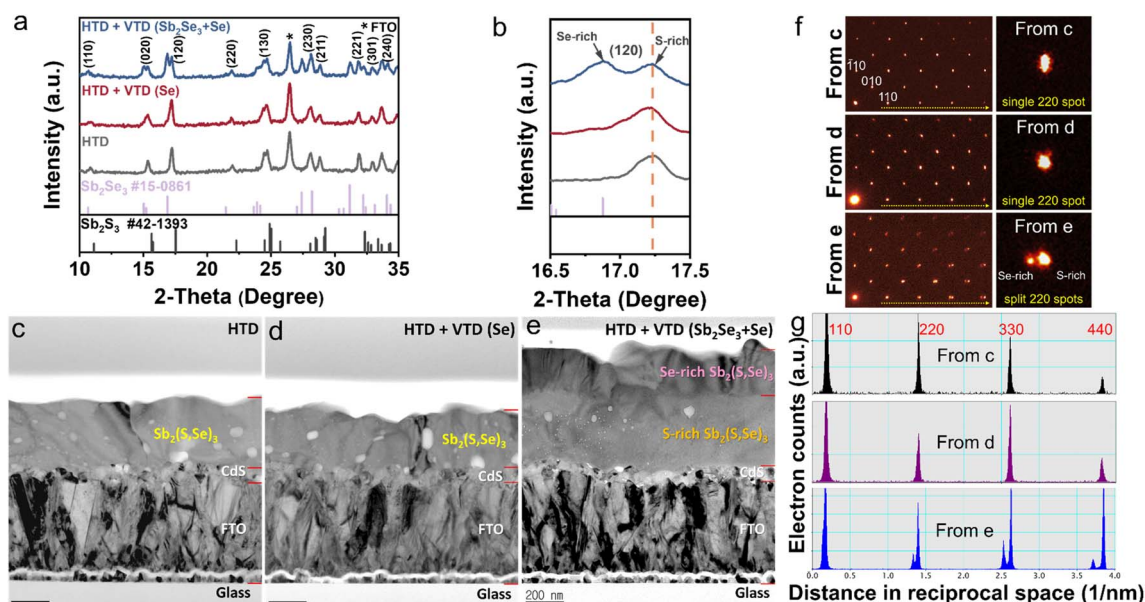 a
HTD + VTD (Sb₂Se₃+Se)
* FTO
(110)
(020)
(120)
(220)
(130)
*
(230)
(211)
(221)
(301)
(240)
HTD + VTD (Se)
HTD
Sb₂Se₃ #15-0861
Sb₂S₃ #42-1393
Intensity (a.u.)
10 15 20 25 30 35
2-Theta (Degree)
b
Se-rich
(120)
S-rich
Intensity (a.u.)
16.5 17.0 17.5
2-Theta (Degree)
f
From c
1̄10
010
110
From c
single 220 spot
From d
From d
single 220 spot
From e
From e
Se-rich
S-rich
split 220 spots
c
HTD
Sb₂(S,Se)₃
CdS
FTO
Glass
d
HTD + VTD (Se)
Sb₂(S,Se)₃
CdS
FTO
Glass
e
HTD + VTD (Sb₂Se₃+Se)
Se-rich Sb₂(S,Se)₃
S-rich Sb₂(S,Se)₃
CdS
FTO
Glass
200 nm
g
110 220 330 440
From c
From d
From e
Electron counts (a.u.)
0.0 0.5 1.0 1.5 2.0 2.5 3.0 3.5 4.0
Distance in reciprocal space (1/nm)